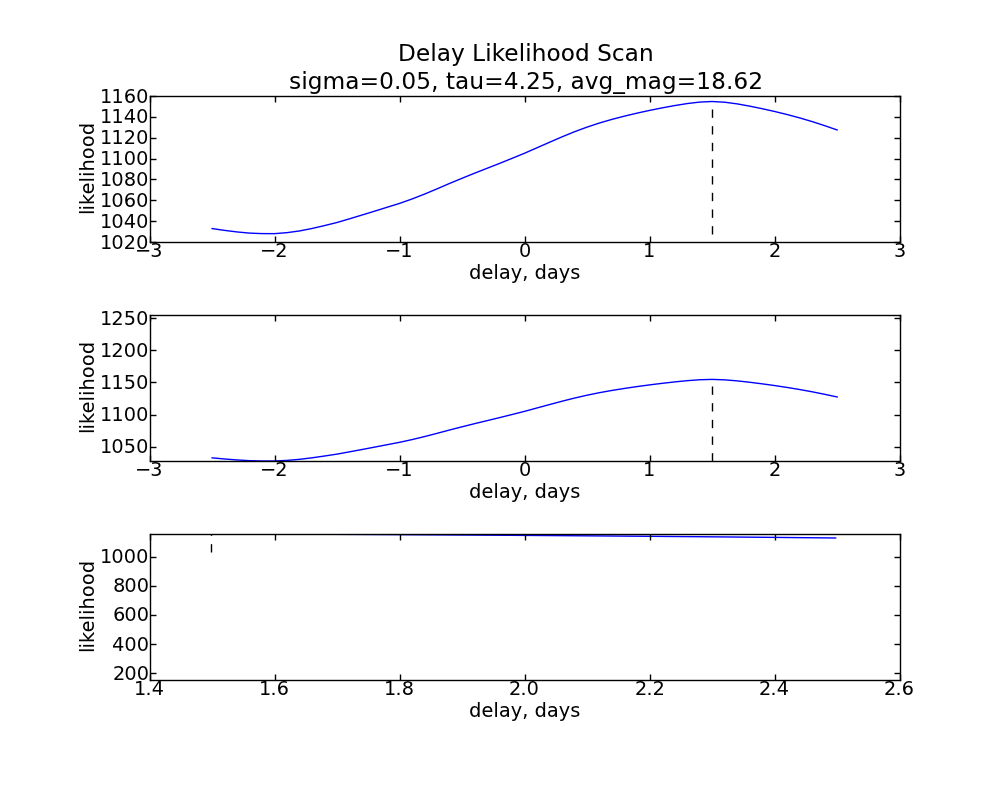 Delay Likelihood Scan
sigma=0.05, tau=4.25, avg_mag=18.62
likelihood
1160
1140
1120
1100
1080
1060
1040
1020
−3 −2 −1 0 1 2 3
delay, days
likelihood
1250
1200
1150
1100
1050
−3 −2 −1 0 1 2 3
delay, days
likelihood
1000
800
600
400
200
1.4 1.6 1.8 2.0 2.2 2.4 2.6
delay, days